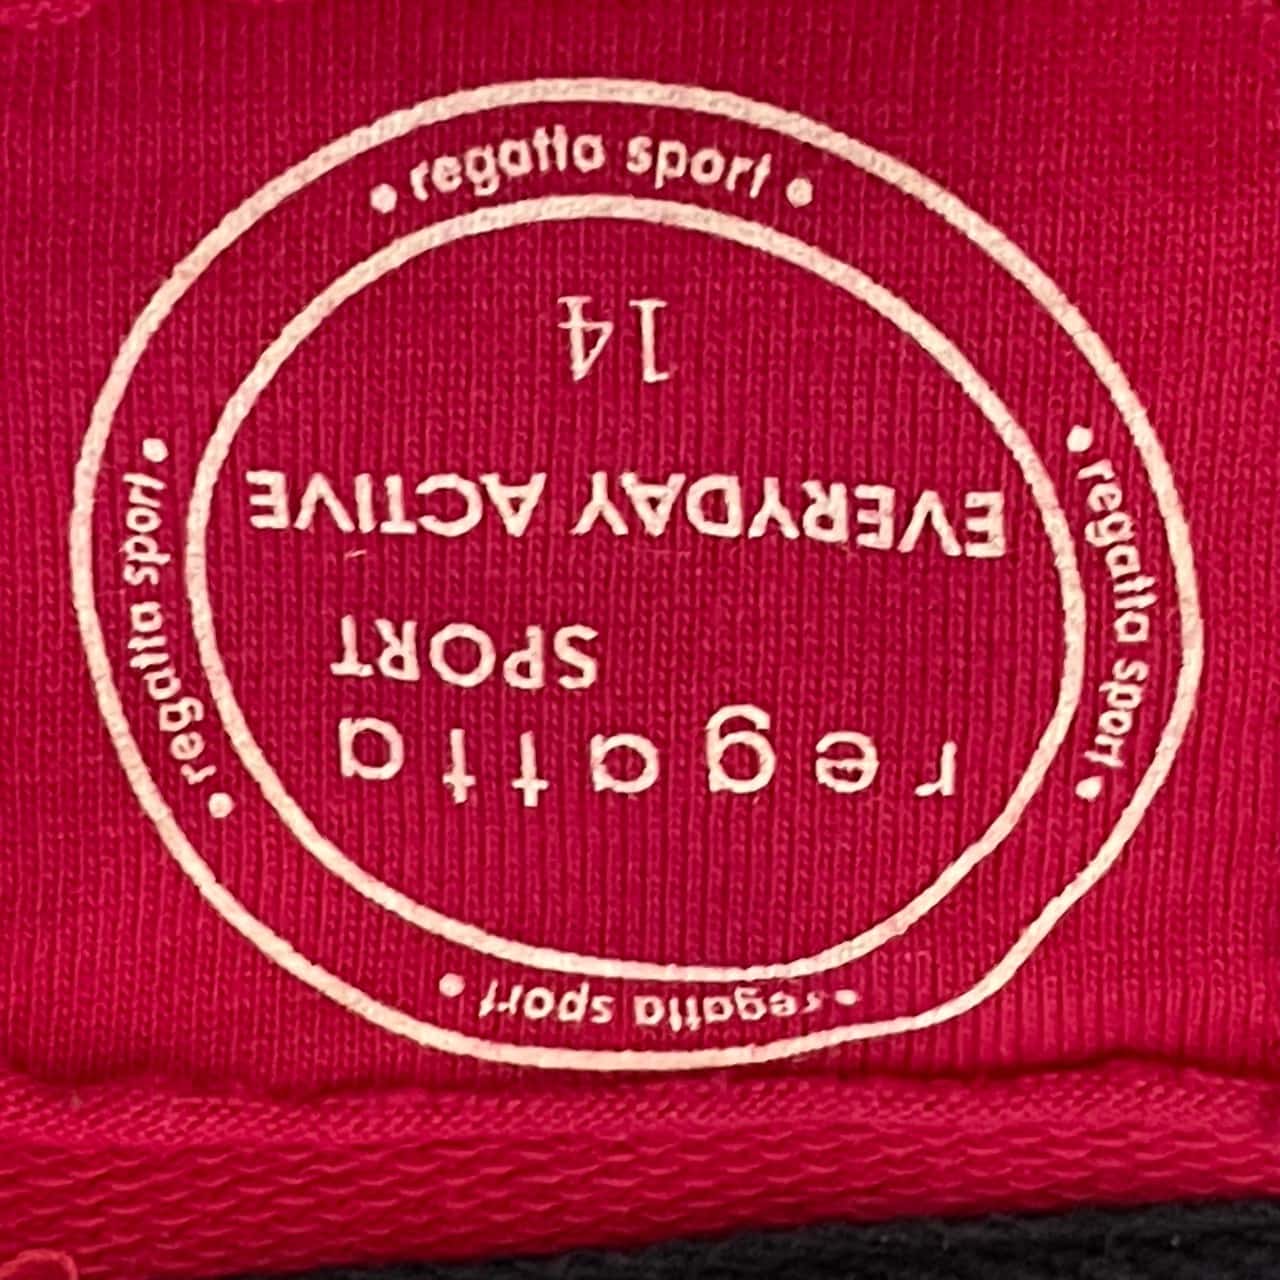 regatta
SPORT
EVERYDAY ACTIVE
14
• regatta sport •
• regatta sport •
• regatta sport •
• regatta sport •